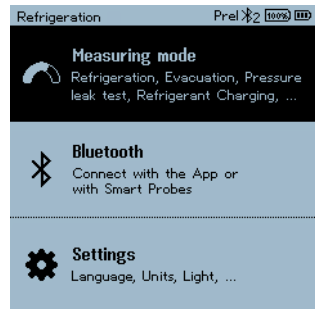 Refrigeration Prel 2 100%
Measuring mode
Refrigeration, Evacuation, Pressure
leak test, Refrigerant Charging, ...
Bluetooth
Connect with the App or
with Smart Probes
Settings
Language, Units, Light, ...